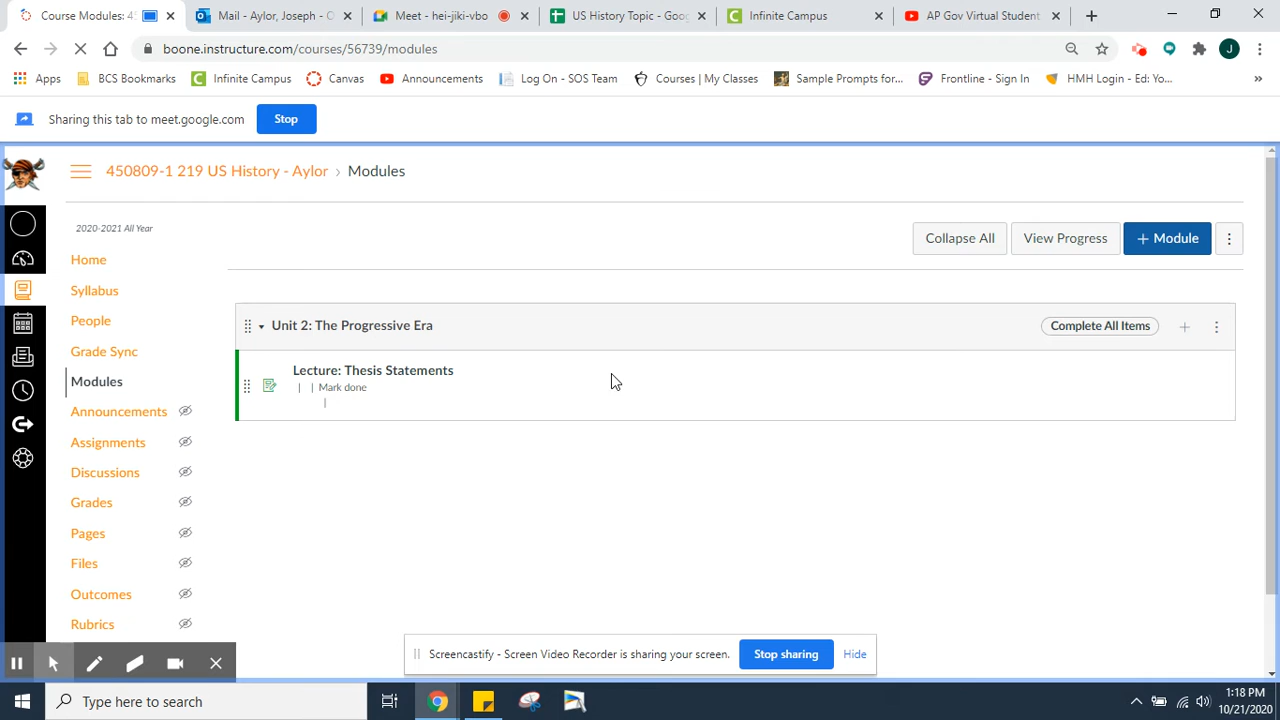 Course Modules: 45
Mail - Aylor, Joseph - O
Meet - hei-jiki-vbo
US History Topic - Goo
Infinite Campus
AP Gov Virtual Student
boone.instructure.com/courses/56739/modules
J
Apps
BCS Bookmarks
Infinite Campus
Canvas
Announcements
Log On - SOS Team
Courses | My Classes
Sample Prompts for...
Frontline - Sign In
HMH Login - Ed: Yo...
»
Sharing this tab to meet.google.com
Stop
450809-1 219 US History - Aylor › Modules
2020-2021 All Year
Home
Syllabus
People
Grade Sync
Modules
Announcements
Assignments
Discussions
Grades
Pages
Files
Outcomes
Rubrics
Collapse All
View Progress
+ Module
Unit 2: The Progressive Era
Complete All Items
Lecture: Thesis Statements
| | Mark done
|
Screencastify - Screen Video Recorder is sharing your screen.
Stop sharing
Hide
Type here to search
1:18 PM
10/21/2020